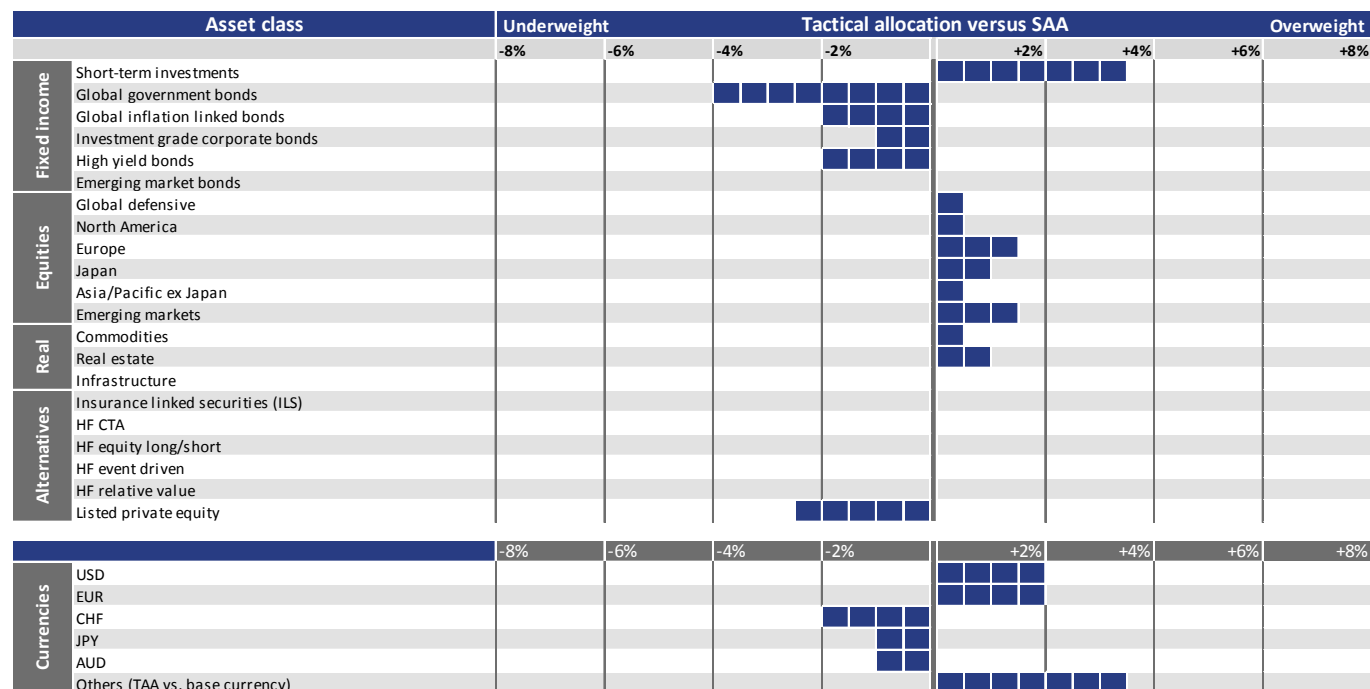 Asset class Underweight Tactical allocation versus SAA Overweight
-8% -6% -4% -2% +2% +4% +6% +8%
Fixed income
Short-term investments
Global government bonds
Global inflation linked bonds
Investment grade corporate bonds
High yield bonds
Emerging market bonds
Equities
Global defensive
North America
Europe
Japan
Asia/Pacific ex Japan
Emerging markets
Real
Commodities
Real estate
Infrastructure
Alternatives
Insurance linked securities (ILS)
HF CTA
HF equity long/short
HF event driven
HF relative value
Listed private equity
-8% -6% -4% -2% +2% +4% +6% +8%
Currencies
USD
EUR
CHF
JPY
AUD
Others (TAA vs. base currency)